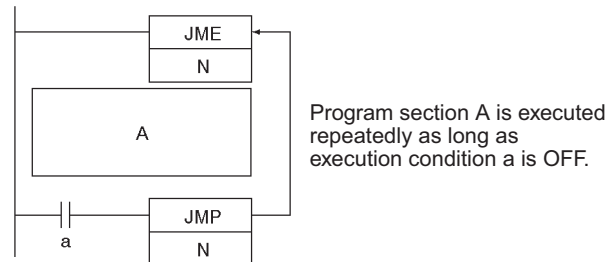 JME
N
A
Program section A is executed
repeatedly as long as
execution condition a is OFF.
JMP
N
a